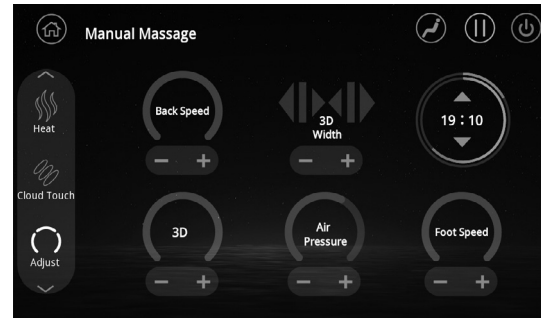 Manual Massage
Heat
Cloud Touch
Adjust
Back Speed
− +
3D
Width
− +
19 : 10
3D
− +
Air
Pressure
− +
Foot Speed
− +